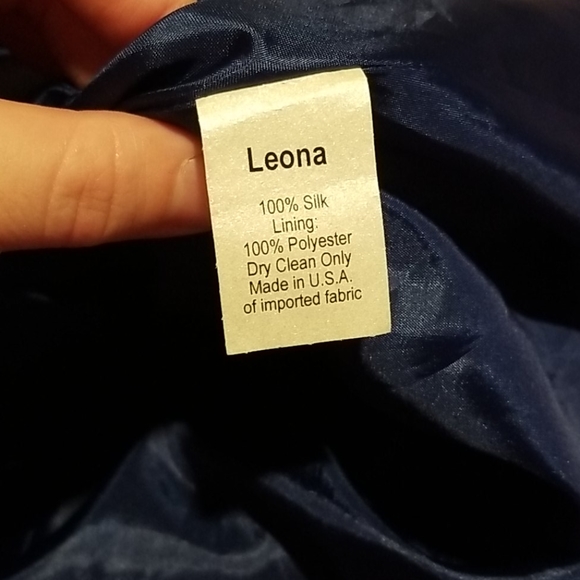 Leona
100% Silk
Lining:
100% Polyester
Dry Clean Only
Made in U.S.A.
of imported fabric